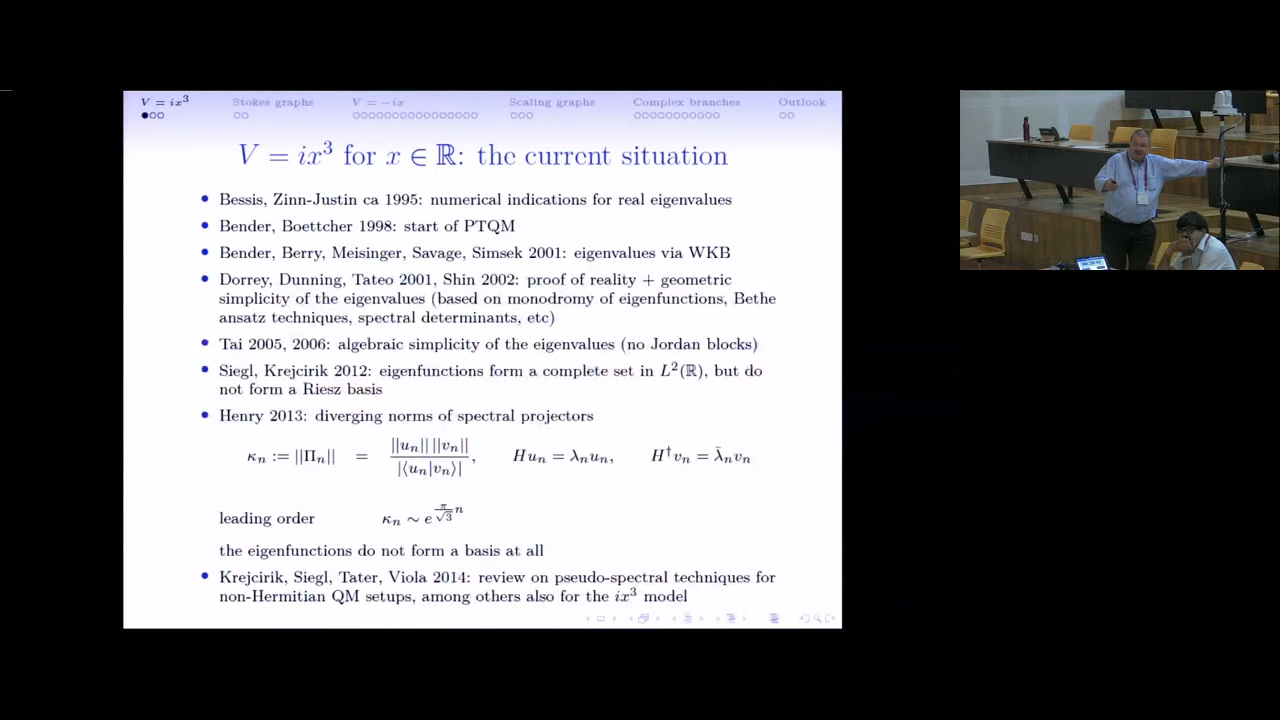 V = ix³ Stokes graphs V = −ix Scaling graphs Complex branches Outlook
V = ix³ for x ∈ ℝ: the current situation
• Bessis, Zinn-Justin ca 1995: numerical indications for real eigenvalues
• Bender, Boettcher 1998: start of PTQM
• Bender, Berry, Meisinger, Savage, Simsek 2001: eigenvalues via WKB
• Dorrey, Dunning, Tateo 2001, Shin 2002: proof of reality + geometric
simplicity of the eigenvalues (based on monodromy of eigenfunctions, Bethe
ansatz techniques, spectral determinants, etc)
• Tai 2005, 2006: algebraic simplicity of the eigenvalues (no Jordan blocks)
• Siegl, Krejcirik 2012: eigenfunctions form a complete set in L²(ℝ), but do
not form a Riesz basis
• Henry 2013: diverging norms of spectral projectors
κₙ := ||Πₙ|| = ||uₙ|| ||vₙ|| / |⟨uₙ|vₙ⟩|, Huₙ = λₙuₙ, H†vₙ = λ̄ₙvₙ
leading order κₙ ∼ e^{π/√3 n}
the eigenfunctions do not form a basis at all
• Krejcirik, Siegl, Tater, Viola 2014: review on pseudo-spectral techniques for
non-Hermitian QM setups, among others also for the ix³ model